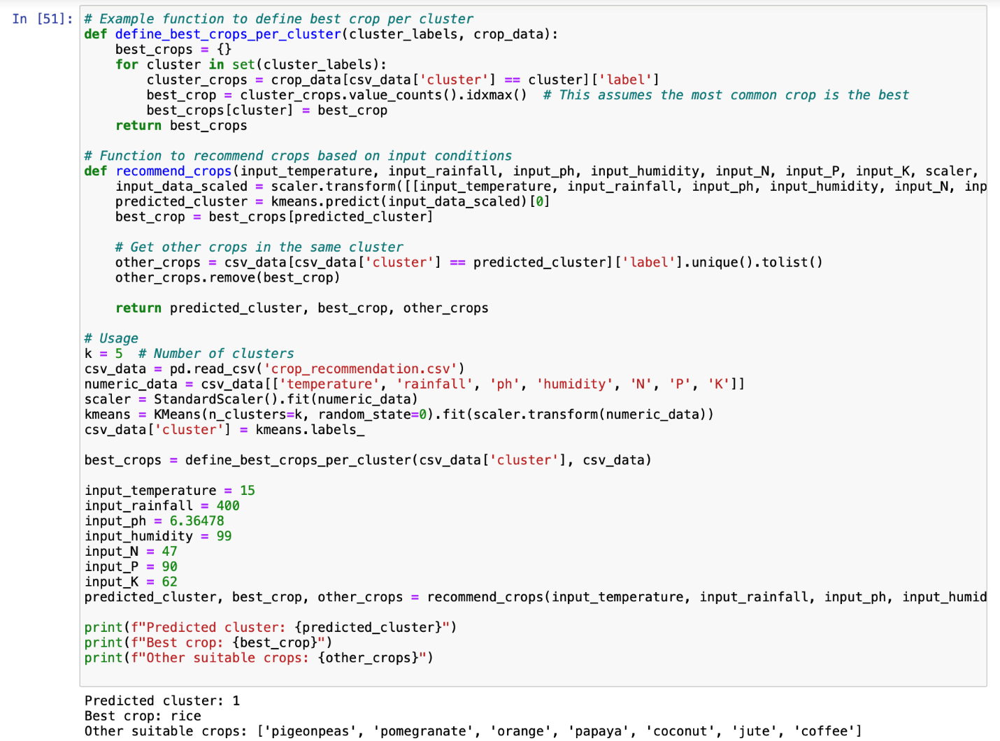 In [51]: # Example function to define best crop per cluster
def define_best_crops_per_cluster(cluster_labels, crop_data):
    best_crops = {}
    for cluster in set(cluster_labels):
        cluster_crops = crop_data[csv_data['cluster'] == cluster]['label']
        best_crop = cluster_crops.value_counts().idxmax()  # This assumes the most common crop is the best
        best_crops[cluster] = best_crop
    return best_crops

# Function to recommend crops based on input conditions
def recommend_crops(input_temperature, input_rainfall, input_ph, input_humidity, input_N, input_P, input_K, scaler,
    input_data_scaled = scaler.transform([[input_temperature, input_rainfall, input_ph, input_humidity, input_N, inp
    predicted_cluster = kmeans.predict(input_data_scaled)[0]
    best_crop = best_crops[predicted_cluster]

    # Get other crops in the same cluster
    other_crops = csv_data[csv_data['cluster'] == predicted_cluster]['label'].unique().tolist()
    other_crops.remove(best_crop)

    return predicted_cluster, best_crop, other_crops

# Usage
k = 5  # Number of clusters
csv_data = pd.read_csv('crop_recommendation.csv')
numeric_data = csv_data[['temperature', 'rainfall', 'ph', 'humidity', 'N', 'P', 'K']]
scaler = StandardScaler().fit(numeric_data)
kmeans = KMeans(n_clusters=k, random_state=0).fit(scaler.transform(numeric_data))
csv_data['cluster'] = kmeans.labels_

best_crops = define_best_crops_per_cluster(csv_data['cluster'], csv_data)

input_temperature = 15
input_rainfall = 400
input_ph = 6.36478
input_humidity = 99
input_N = 47
input_P = 90
input_K = 62
predicted_cluster, best_crop, other_crops = recommend_crops(input_temperature, input_rainfall, input_ph, input_humid

print(f"Predicted cluster: {predicted_cluster}")
print(f"Best crop: {best_crop}")
print(f"Other suitable crops: {other_crops}")

Predicted cluster: 1
Best crop: rice
Other suitable crops: ['pigeonpeas', 'pomegranate', 'orange', 'papaya', 'coconut', 'jute', 'coffee']